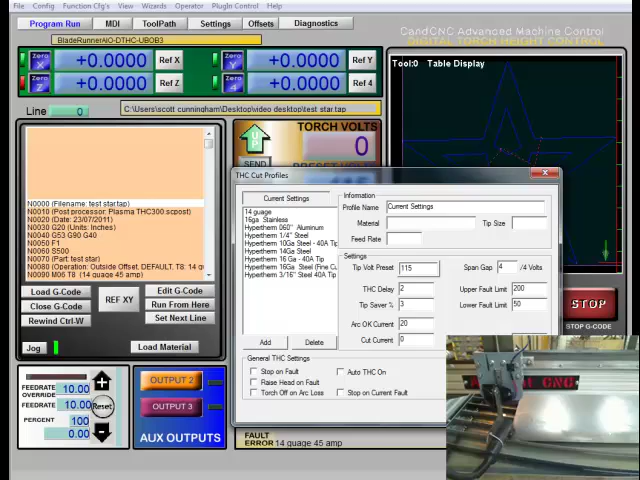 File Config Function Cfg's View Wizards Operator PlugIn Control Help
Program Run MDI ToolPath Settings Offsets Diagnostics
BladeRunnerAIO-DTHC-UBOB3
CandCNC Advanced Machine Control
DIGITAL TORCH HEIGHT CONTROL
Zero X +0.0000 Ref X Zero Y +0.0000 Ref Y
Zero Z +0.0000 Ref Z Zero 4 +0.0000 Ref 4
Tool:0 Table Display
Line 0 C:\Users\scott cunningham\Desktop\video desktop\test star.tap
UP SEND TORCH VOLTS 0
THC Cut Profiles
Current Settings
14 guage
16ga Stainless
Hypertherm 060" Aluminum
Hypertherm 1/4" Steel
Hypertherm 10Ga Steel - 40A Tip
Hypertherm 14Ga Steel
Hypertherm 16 Ga - 40A Tip
Hypertherm 16Ga Steel (Fine Cu
Hypertherm 3/16" Steel 40A Tip
Add Delete
Information
Profile Name Current Settings
Material Tip Size
Feed Rate
Settings
Tip Volt Preset 115 Span Gap 4 /4 Volts
THC Delay 2 Upper Fault Limit 200
Tip Saver % 3 Lower Fault Limit 50
Arc OK Current 20
Cut Current 0
General THC Settings
Stop on Fault Auto THC On
Raise Head on Fault
Torch Off on Arc Loss Stop on Current Fault
N0000 (Filename: test star.tap)
N0010 (Post processor: Plasma THC300.scpost)
N0020 (Date: 23/07/2011)
N0030 G20 (Units: Inches)
N0040 G53 G90 G40
N0050 F1
N0060 S500
N0070 (Part: test star)
N0080 (Operation: Outside Offset, DEFAULT, T8: 14 g
N0090 M06 T8 (14 guage 45 amp)
Load G-Code Edit G-Code
Close G-Code REF XY Run From Here
Rewind Ctrl-W Set Next Line
Jog Load Material
STOP
STOP G-CODE
FEEDRATE 10.00
OVERRIDE
FEEDRATE 10.00 Reset
PERCENT 100
0.00
OUTPUT 2
OUTPUT 3
AUX OUTPUTS
FAULT
ERROR 14 guage 45 amp
CNC